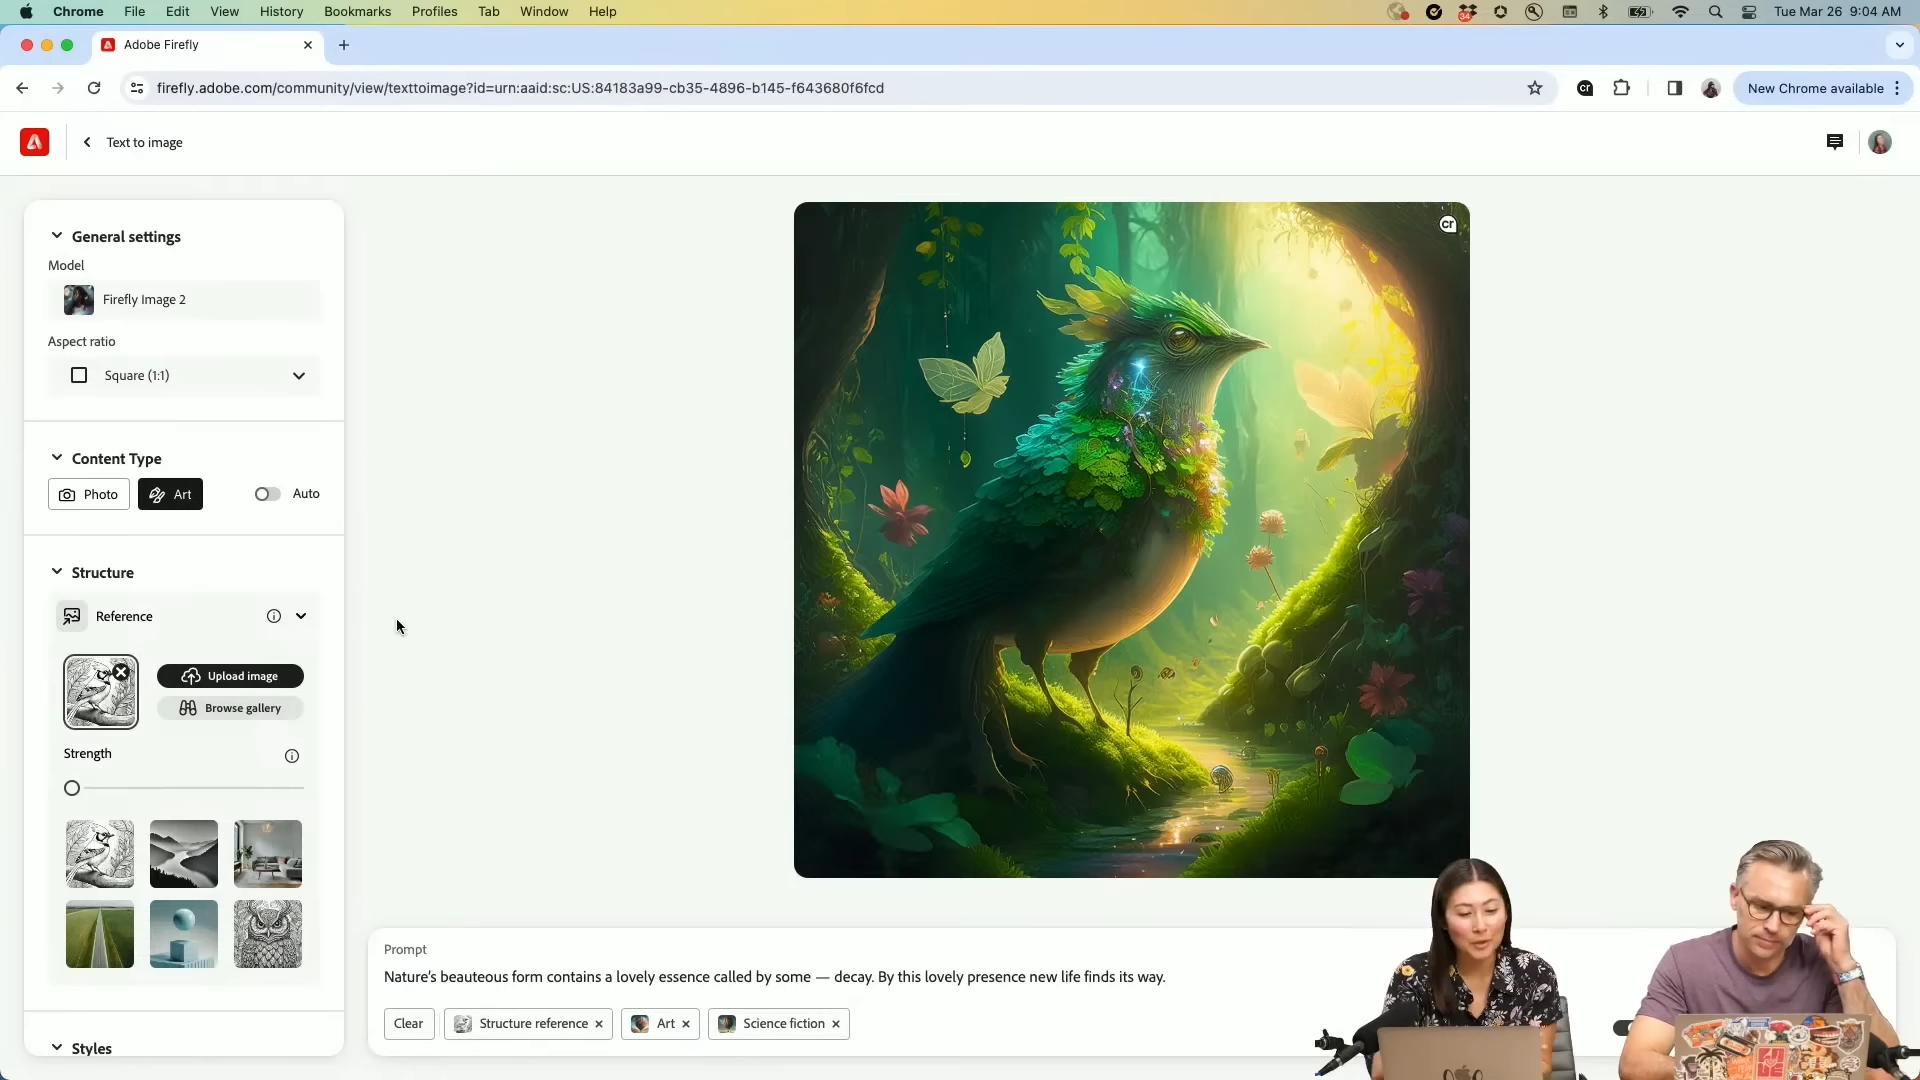 Chrome File Edit View History Bookmarks Profiles Tab Window Help 34 Tue Mar 26 9:04 AM
Adobe Firefly
firefly.adobe.com/community/view/texttoimage?id=urn:aaid:sc:US:84183a99-cb35-4896-b145-f643680f6fcd cr New Chrome available
Text to image
General settings
Model
Firefly Image 2
Aspect ratio
Square (1:1)
Content Type
Photo Art Auto
Structure
Reference
Upload image
Browse gallery
Strength
Styles
cr
Prompt
Nature's beauteous form contains a lovely essence called by some — decay. By this lovely presence new life finds its way.
Clear Structure reference Art Science fiction